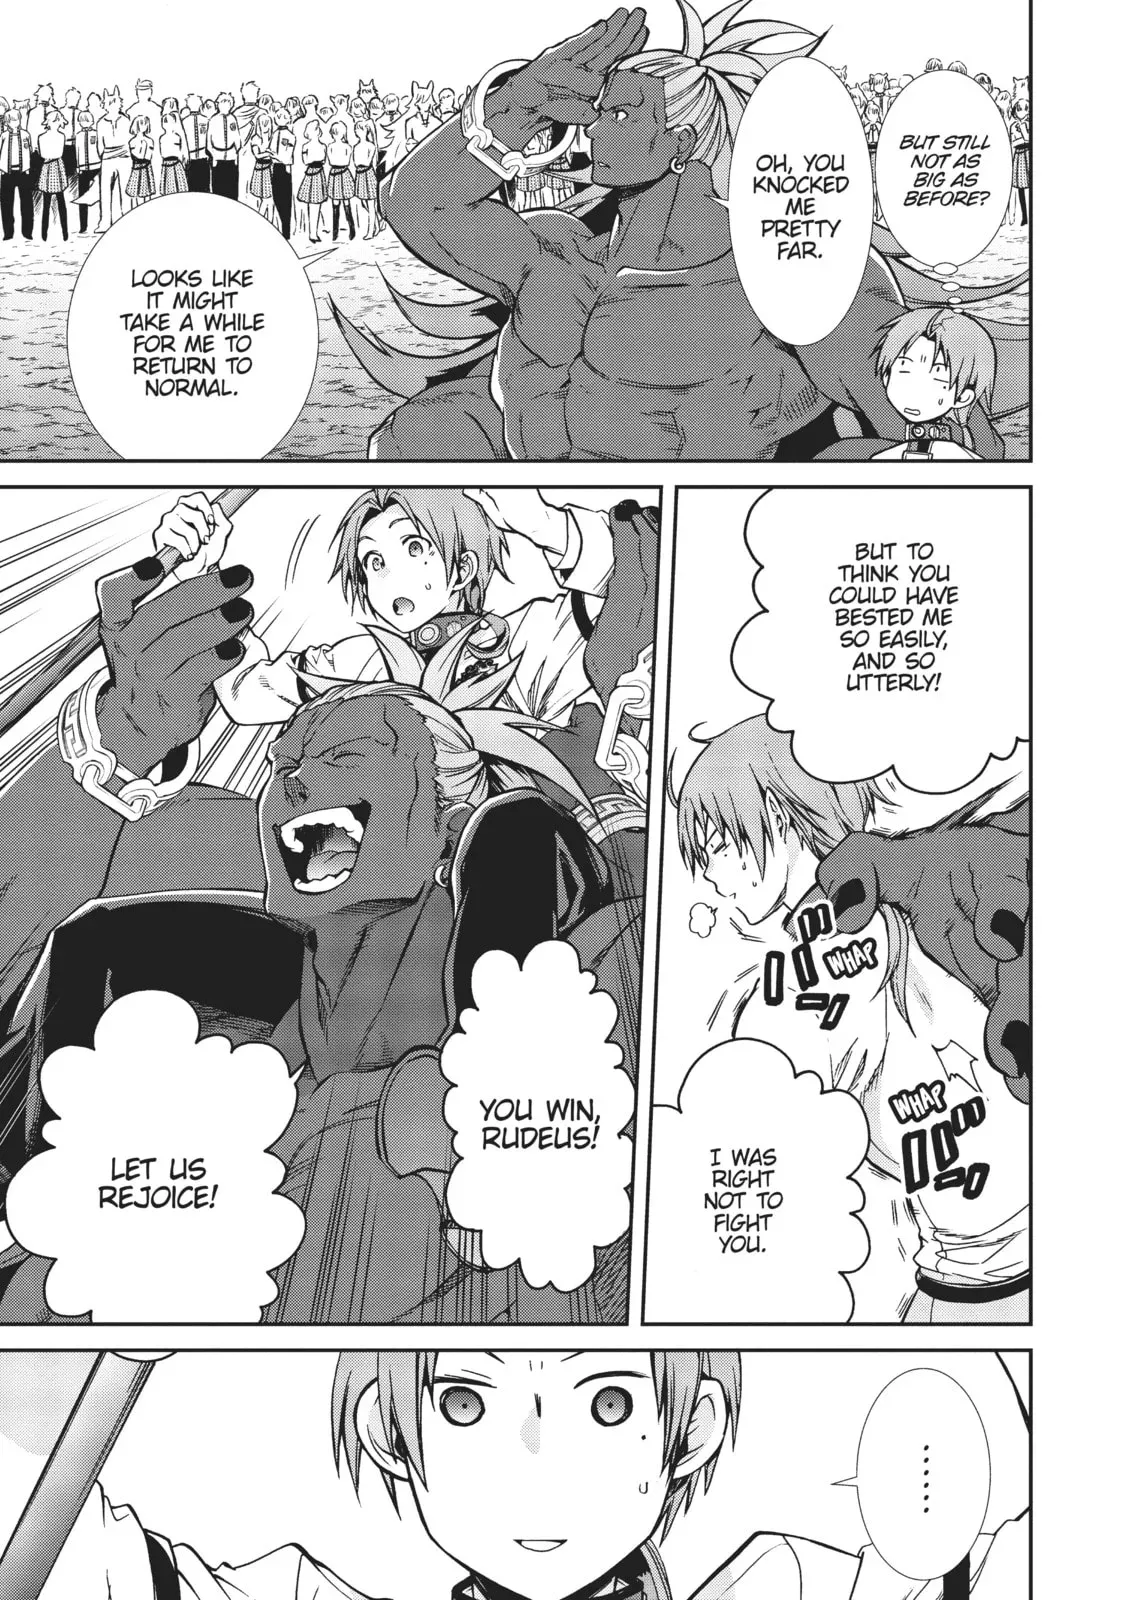 BUT STILL
NOT AS
BIG AS
BEFORE?
OH, YOU
KNOCKED
ME
PRETTY
FAR.
LOOKS LIKE
IT MIGHT
TAKE A WHILE
FOR ME TO
RETURN TO
NORMAL.
BUT TO
THINK YOU
COULD HAVE
BESTED ME
SO EASILY,
AND SO
UTTERLY!
WHAP
WHAP
I WAS
RIGHT
NOT TO
FIGHT
YOU.
YOU WIN,
RUDEUS!
LET US
REJOICE!
......